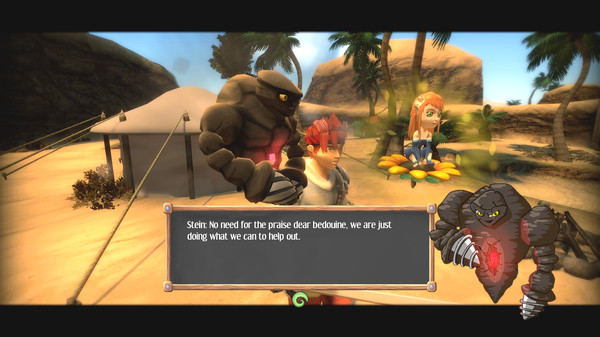 Stein: No need for the praise dear bedouine, we are just
doing what we can to help out.